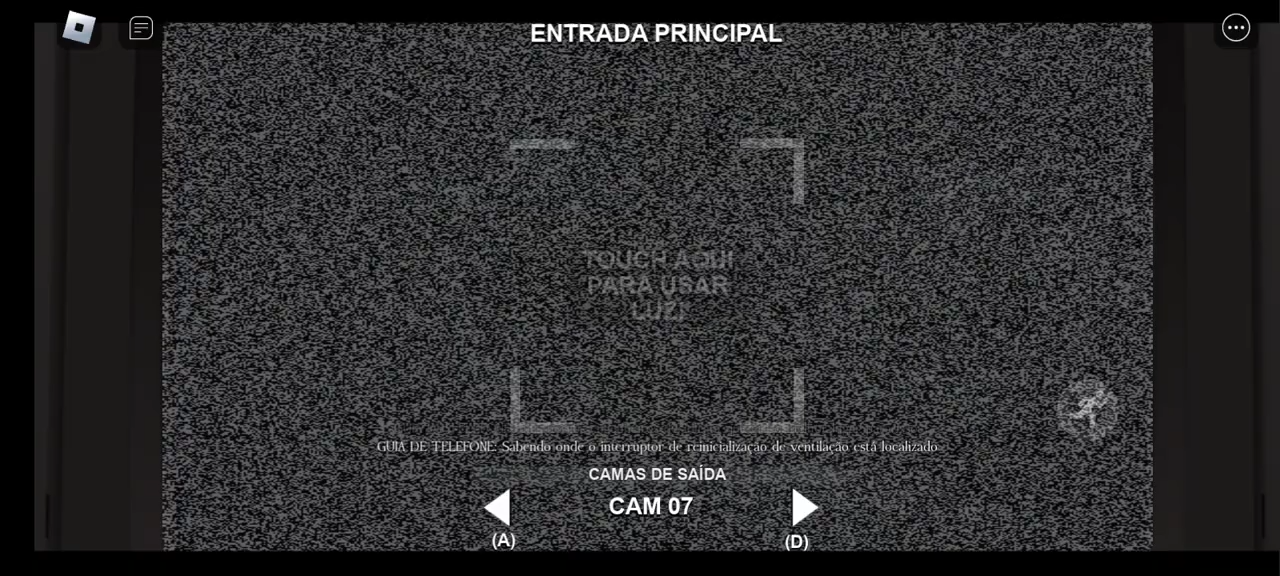 ENTRADA PRINCIPAL
TOUCH AQUI
PARA USAR
LUZ!
GUIA DE TELEFONE: Sabendo onde o interruptor de reinicialização de ventilação está localizado
CAMAS DE SAÍDA
CAM 07
(A)
(D)